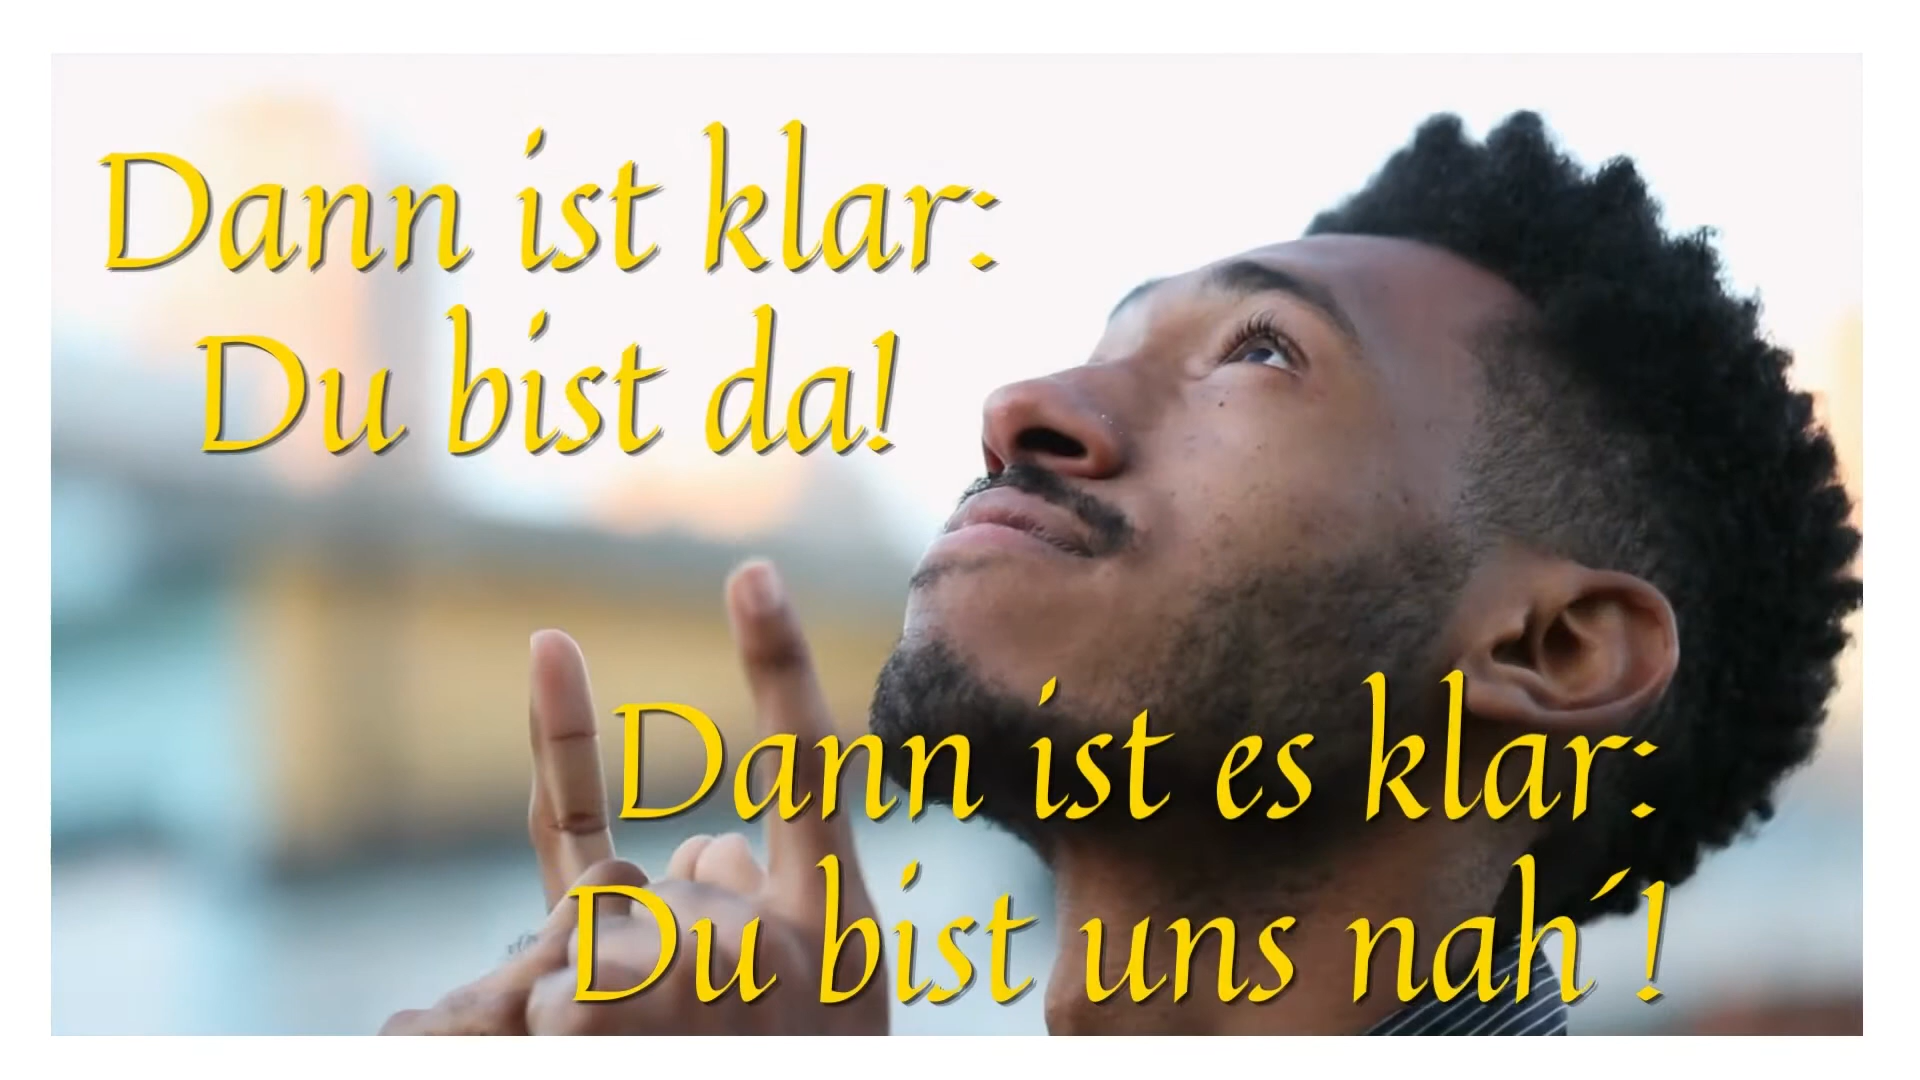 Dann ist klar:
Du bist da!
Dann ist es klar:
Du bist uns nah´!